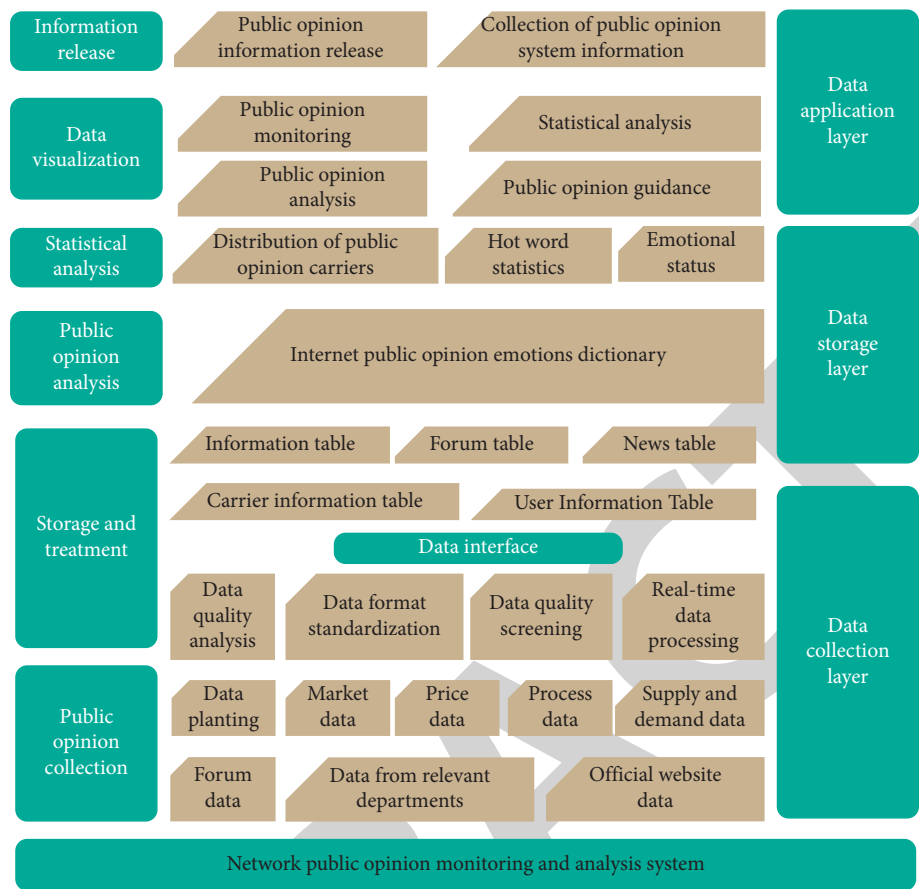 Information
release
Public opinion
information release
Collection of public opinion
system information
Data
application
layer
Data
visualization
Public opinion
monitoring
Statistical analysis
Public opinion
analysis
Public opinion guidance
Statistical
analysis
Distribution of public
opinion carriers
Hot word
statistics
Emotional
status
Data
storage
layer
Public
opinion
analysis
Internet public opinion emotions dictionary
Storage and
treatment
Information table
Forum table
News table
Carrier information table
User Information Table
Data interface
Data
quality
analysis
Data format
standardization
Data quality
screening
Real-time
data
processing
Data
collection
layer
Public
opinion
collection
Data
planting
Market
data
Price
data
Process
data
Supply and
demand data
Forum
data
Data from relevant
departments
Official website
data
Network public opinion monitoring and analysis system